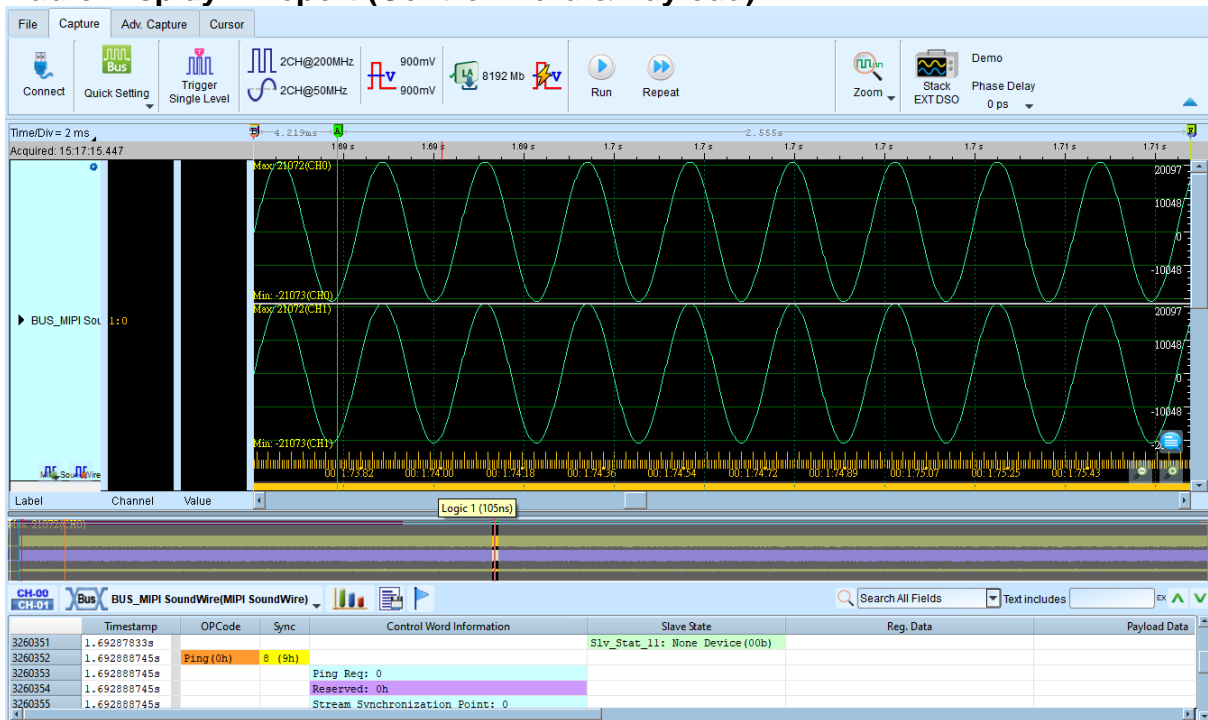 File Capture Adv. Capture Cursor
Connect
Bus
Quick Setting
Trigger
Single Level
2CH@200MHz
2CH@50MHz
900mV
900mV
LA
8192 Mb
Run
Repeat
Zoom
Stack
EXT DSO
Demo
Phase Delay
0 ps
Time/Div= 2 ms
4.219ms A 2.555s
Acquired: 15:17:15.447
1.69 s 1.69 s 1.69 s 1.7 s 1.7 s 1.7 s 1.7 s 1.7 s 1.71 s 1.71 s
Max: 21072(CH0)
20097
10048
0
-10048
Min: -21073(CH0)
Max: 21072(CH1)
20097
BUS_MIPI Sou 1:0
10048
0
-10048
Min: -21073(CH1)
00:1:73:82 00:1:74:00 00:1:74:18 00:1:74:36 00:1:74:54 00:1:74:72 00:1:74:89 00:1:75:07 00:1:75:25 00:1:75:43
Label Channel Value
Logic 1 (105ns)
Max: 21072(CH0)
CH-00
CH-01
Bus BUS_MIPI SoundWire(MIPI SoundWire)
Search All Fields Text includes EX
Timestamp OPCode Sync Control Word Information Slave State Reg. Data Payload Data
3260351 1.69287833s Slv_Stat_11: None Device(00b)
3260352 1.692888745s Ping(0h) 8 (9h)
3260353 1.692888745s Ping Req: 0
3260354 1.692888745s Reserved: 0h
3260355 1.692888745s Stream Synchronization Point: 0